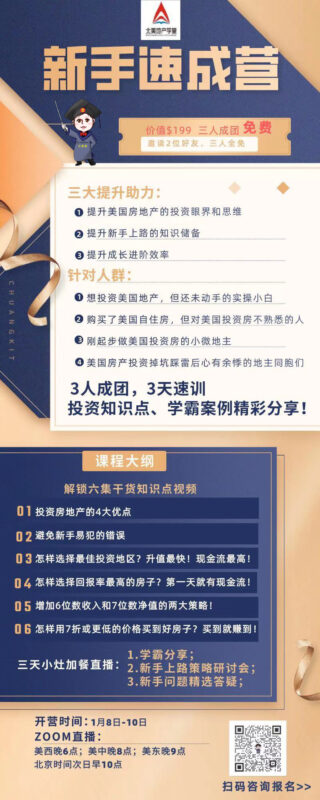 北美地产学堂
新手速成营
价值$199 三人成团 免费
邀请2位好友，三人全免
三大提升助力：
1 提升美国房地产的投资眼界和思维
2 提升新手上路的知识储备
3 提升成长进阶效率
针对人群：
1 想投资美国地产，但还未动手的实操小白
2 购买了美国自住房，但对美国投资房不熟悉的人
3 刚起步做美国投资房的小微地主
4 美国房产投资掉坑踩雷后心有余悸的地主同胞们
CHUANGKIT
3人成团，3天速训
投资知识点、学霸案例精彩分享！
课程大纲
解锁六集干货知识点视频
01 投资房地产的4大优点
02 避免新手易犯的错误
03 怎样选择最佳投资地区？升值最快！现金流最高！
04 怎样选择回报率最高的房子？第一天就有现金流！
05 增加6位数收入和7位数净值的两大策略！
06 怎样用7折或更低的价格买到好房子？买到就赚到！
三天小灶加餐直播：
1.学霸分享；
2.新手上路策略研讨会；
3.新手问题精选答疑；
开营时间：1月8日-10日
ZOOM直播：
美西晚6点；美中晚8点；美东晚9点
北京时间次日早10点
扫码咨询报名>>